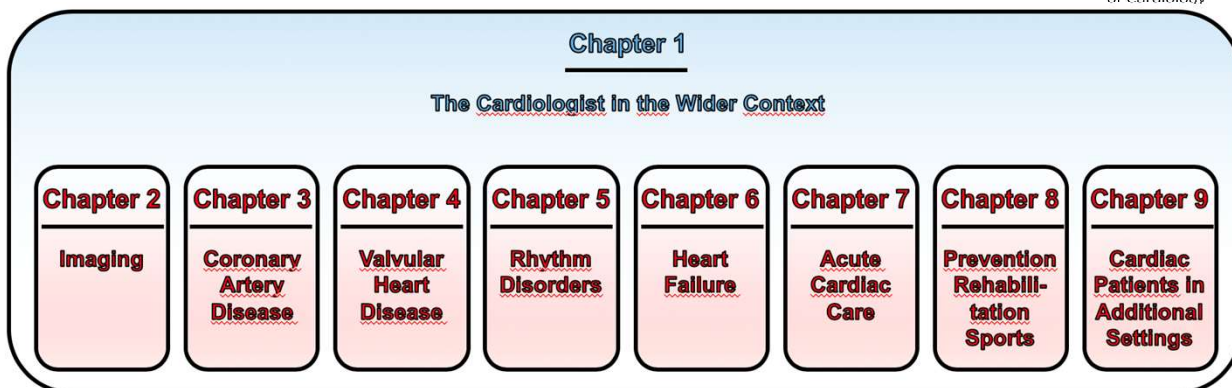 of Cardiology
Chapter 1
The Cardiologist in the Wider Context
Chapter 2
Imaging
Chapter 3
Coronary
Artery
Disease
Chapter 4
Valvular
Heart
Disease
Chapter 5
Rhythm
Disorders
Chapter 6
Heart
Failure
Chapter 7
Acute
Cardiac
Care
Chapter 8
Prevention
Rehabili-
tation
Sports
Chapter 9
Cardiac
Patients in
Additional
Settings